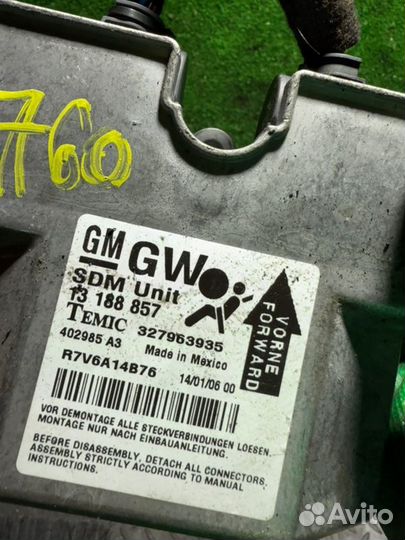 A60
GM GW
SDM Unit
13 188 857
TEMIC 327963935
402985 A3 Made in Mexico
R7V6A14B76 14/01/06 00
VORNE
FORWARD
VOR DEMONTAGE ALLE STECKVERBINDUNGEN LOESEN.
MONTAGE NUR NACH EINBAUANLEITUNG.
BEFORE DISASSEMBLY, DETACH ALL CONNECTORS.
ASSEMBLY STRICTLY ACCORDING TO MANUAL
INSTRUCTIONS
Avito